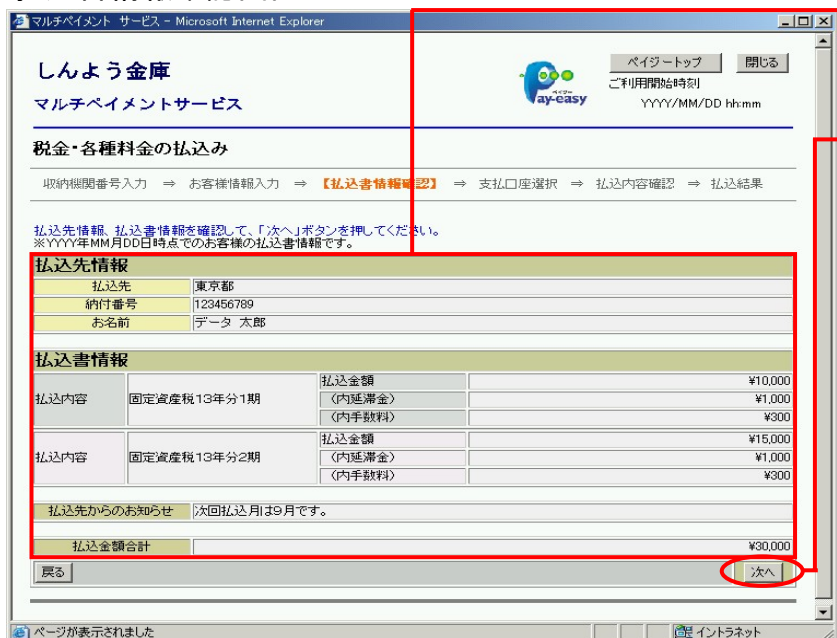 マルチペイメント サービス - Microsoft Internet Explorer
しんよう金庫
マルチペイメントサービス
ペイジー
Pay-easy
ペイジートップ 閉じる
ご利用開始時刻
YYYY/MM/DD hh:mm
税金・各種料金の払込み
収納機関番号入力 ⇒ お客様情報入力 ⇒ 【払込書情報確認】 ⇒ 支払口座選択 ⇒ 払込内容確認 ⇒ 払込結果
払込先情報、払込書情報を確認して、「次へ」ボタンを押してください。
※YYYY年MM月DD日時点でのお客様の払込書情報です。
払込先情報
払込先 東京都
納付番号 123456789
お名前 データ 太郎
払込書情報
払込内容 固定資産税13年分1期 払込金額 ¥10,000
(内延滞金) ¥1,000
(内手数料) ¥300
払込内容 固定資産税13年分2期 払込金額 ¥15,000
(内延滞金) ¥1,000
(内手数料) ¥300
払込先からのお知らせ 次回払込月は9月です。
払込金額合計 ¥30,000
戻る 次へ
ページが表示されました イントラネット